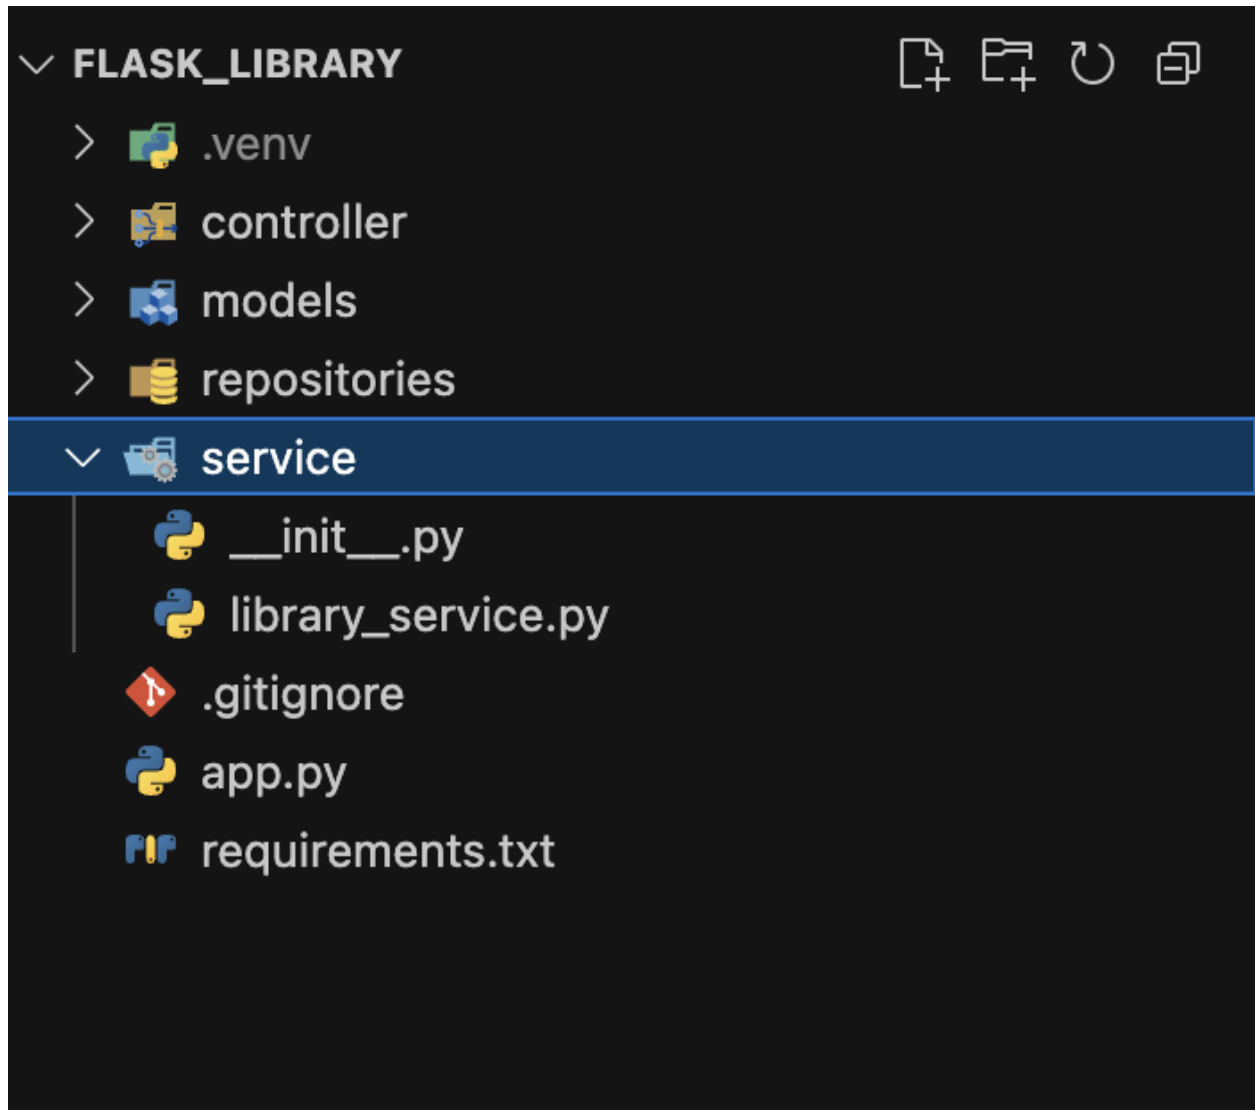 FLASK_LIBRARY
.venv
controller
models
repositories
service
__init__.py
library_service.py
.gitignore
app.py
requirements.txt